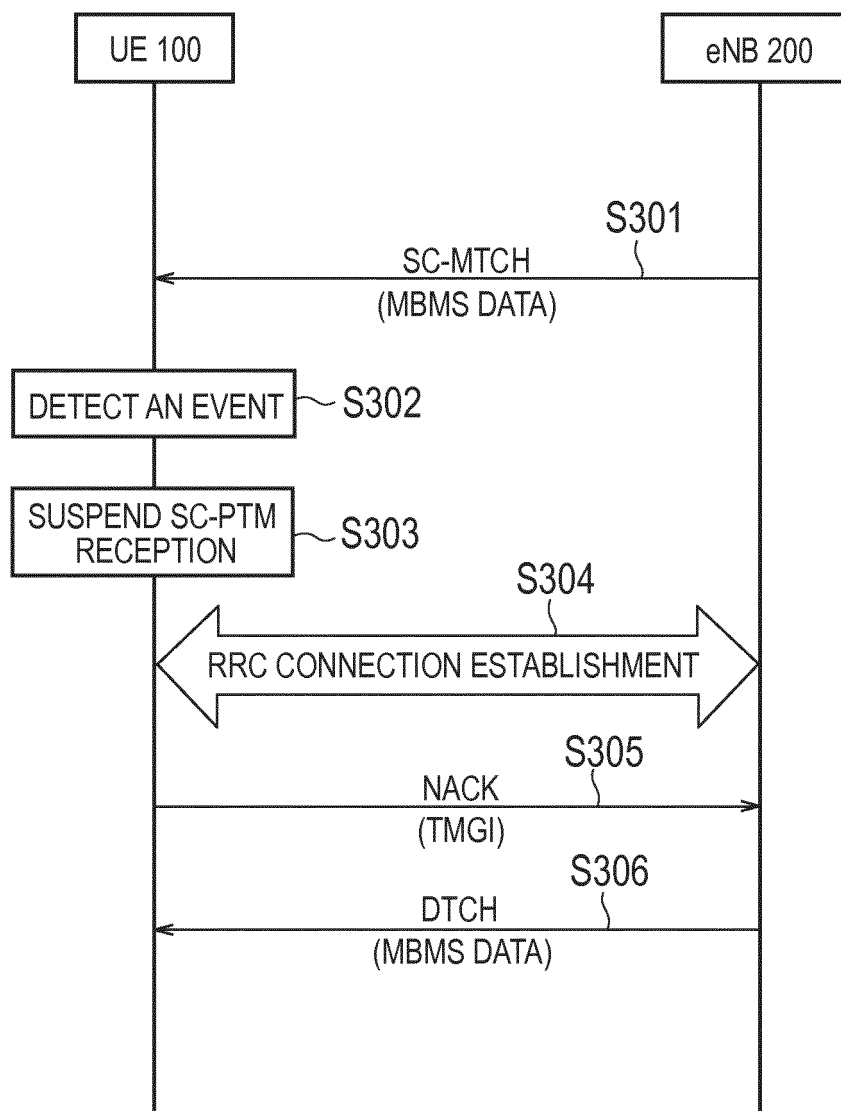 UE 100
eNB 200
S301
SC-MTCH
(MBMS DATA)
DETECT AN EVENT
S302
SUSPEND SC-PTM
RECEPTION
S303
S304
RRC CONNECTION ESTABLISHMENT
S305
NACK
(TMGI)
S306
DTCH
(MBMS DATA)